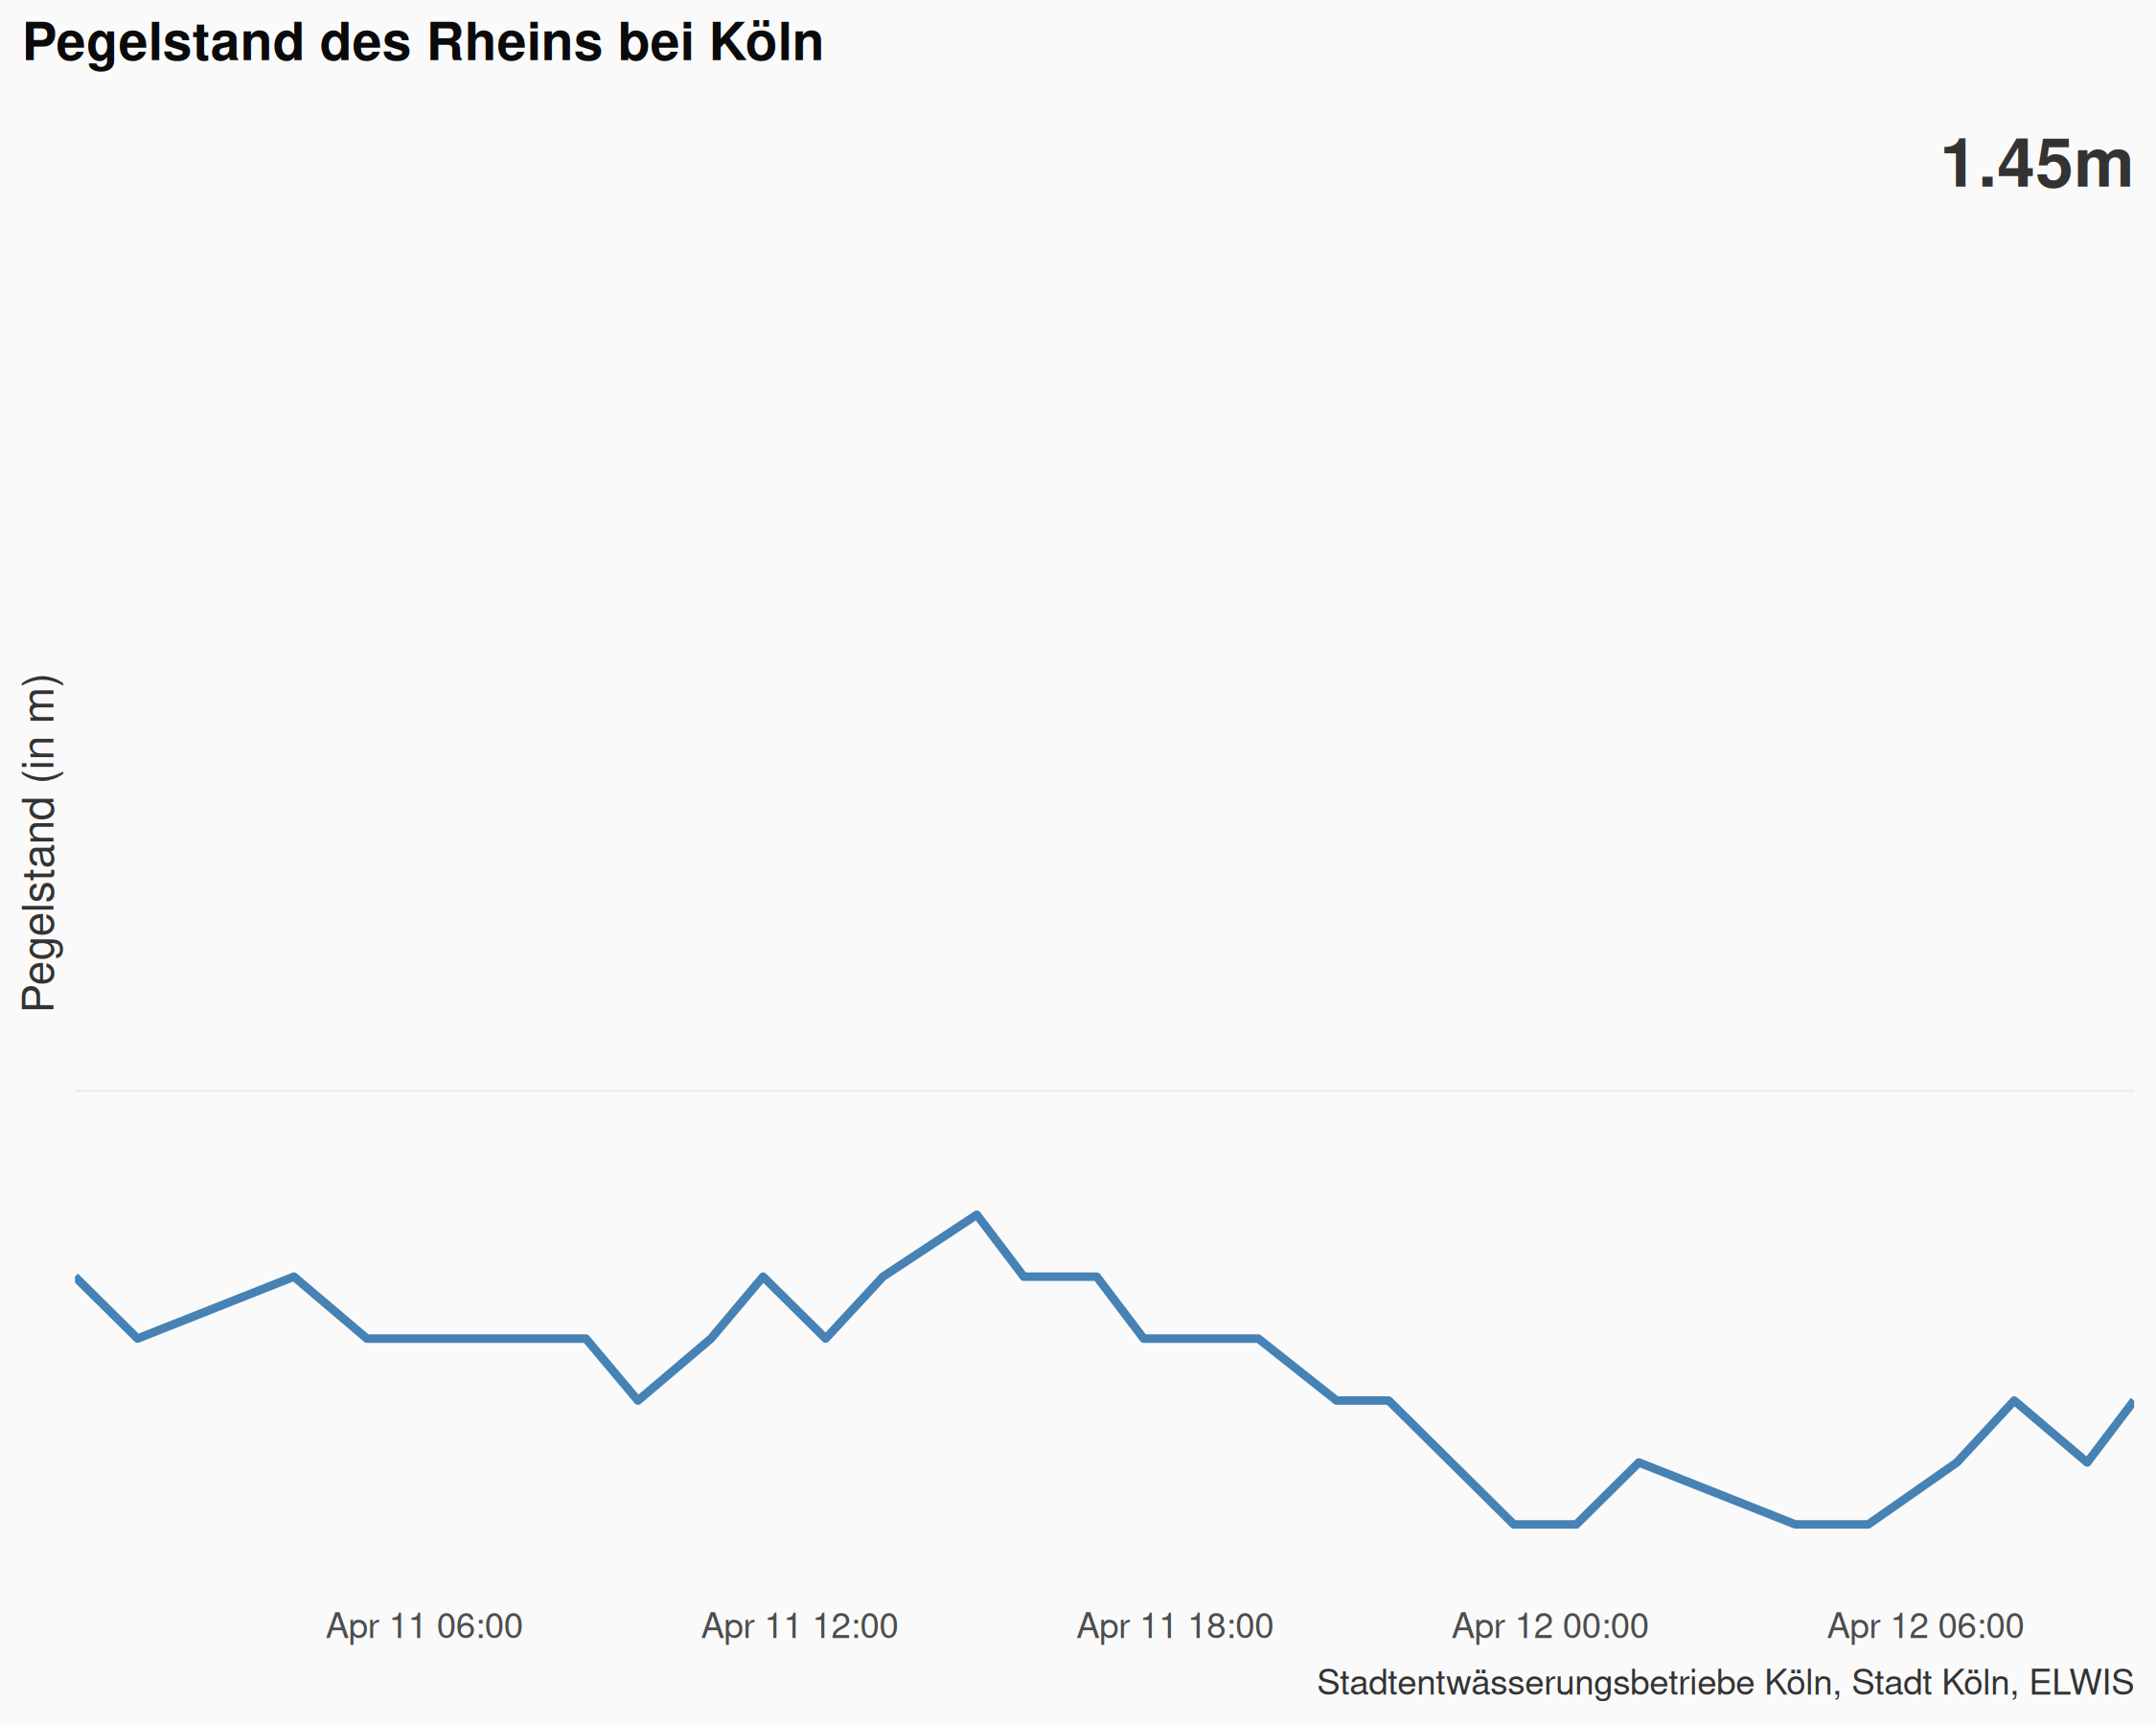 Pegelstand des Rheins bei Köln
1.45m
Pegelstand (in m)
Apr 11 06:00
Apr 11 12:00
Apr 11 18:00
Apr 12 00:00
Apr 12 06:00
Stadtentwässerungsbetriebe Köln, Stadt Köln, ELWIS